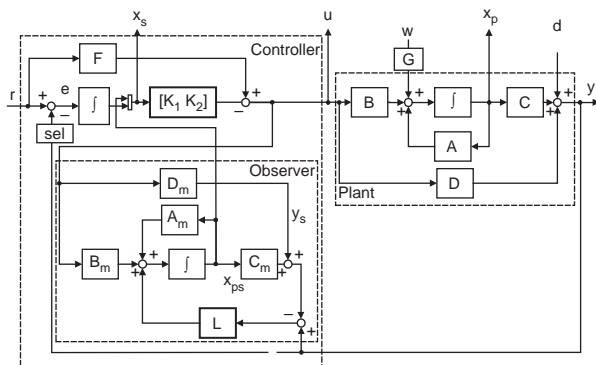 x_s
u
w
x_p
d
Controller
F
G
r
+
e
–
∫
[K_1 K_2]
+
–
B
+
+
∫
C
+
+
y
sel
A
Observer
D_m
D
Plant
A_m
y_s
B_m
+
+
+
∫
x_ps
C_m
+
+
L
–
+